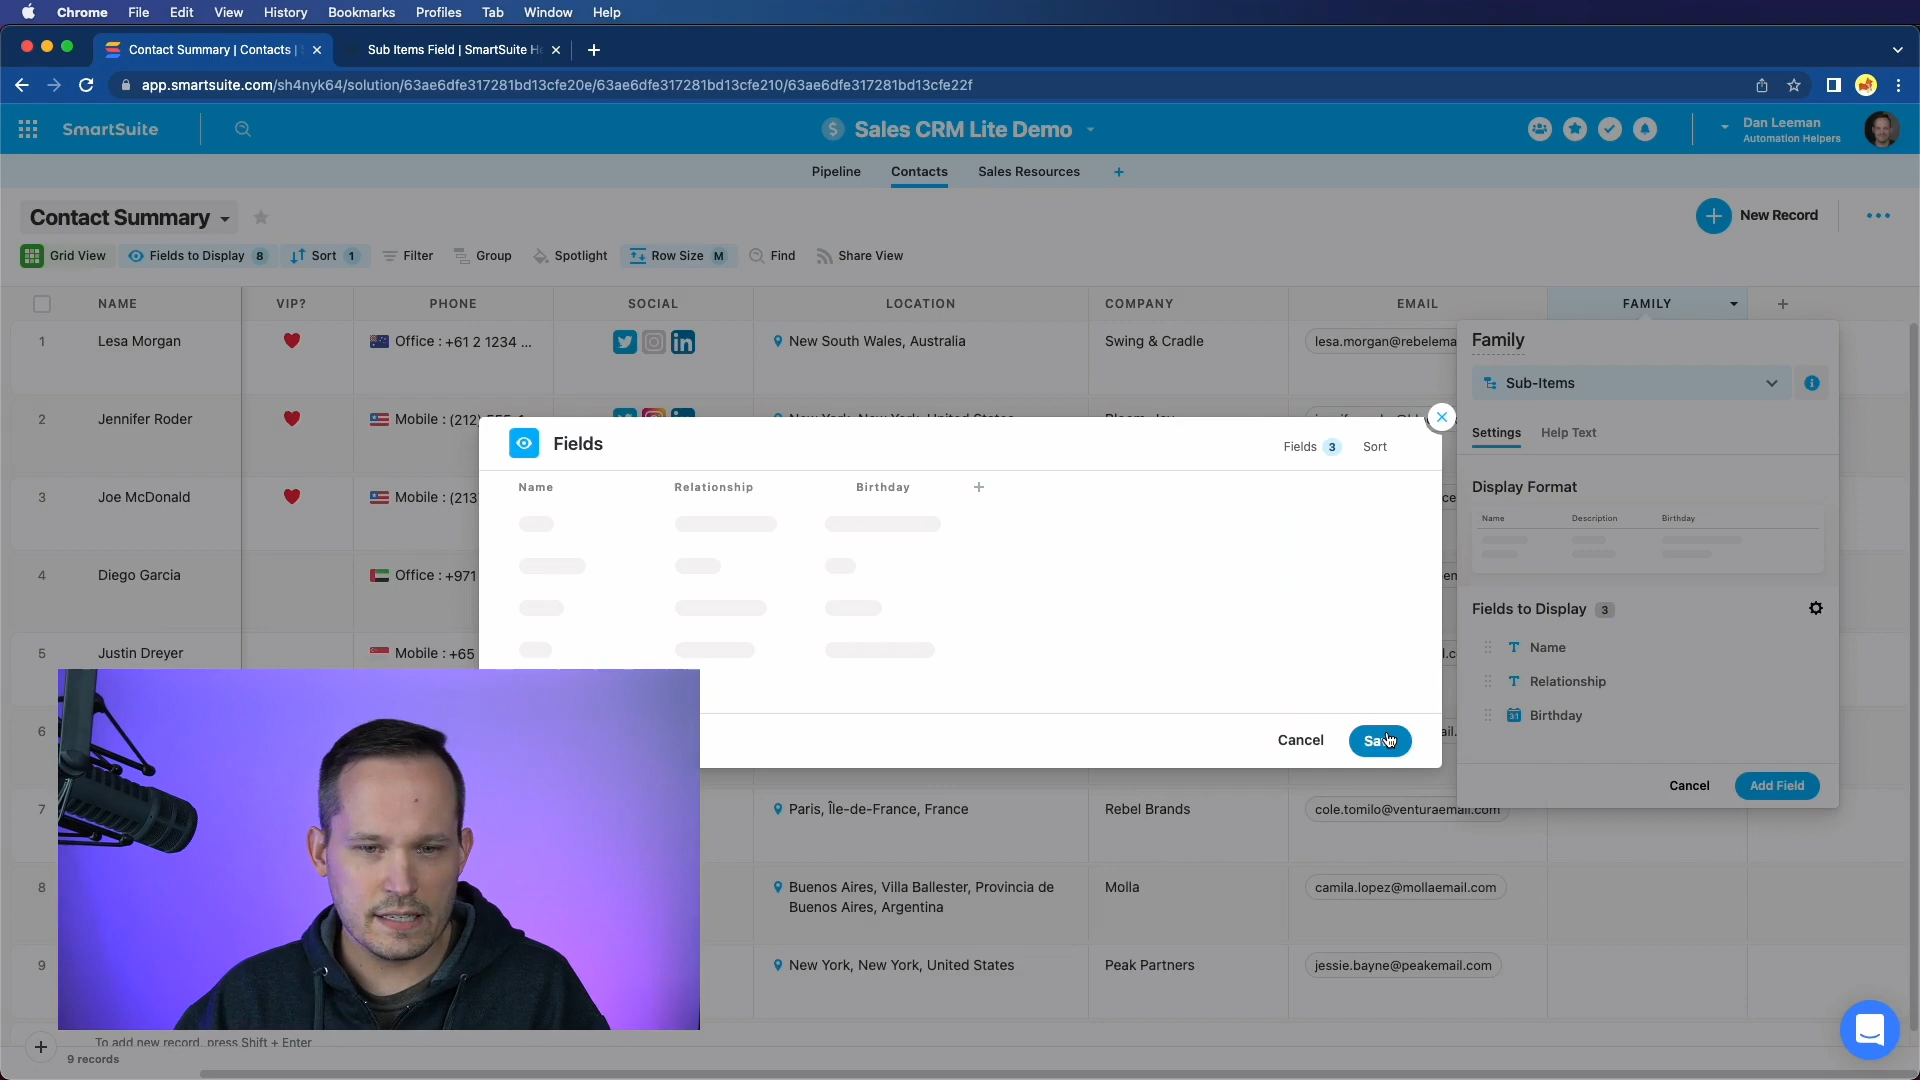 Chrome File Edit View History Bookmarks Profiles Tab Window Help
Contact Summary | Contacts | Sub Items Field | SmartSuite
app.smartsuite.com/sh4nyk64/solution/63ae6dfe317281bd13cfe20e/63ae6dfe317281bd13cfe210/63ae6dfe317281bd13cfe22f
SmartSuite $ Sales CRM Lite Demo Dan Leeman
Automation Helpers
Pipeline Contacts Sales Resources +
Contact Summary New Record
Grid View Fields to Display 8 Sort 1 Filter Group Spotlight Row Size M Find Share View
NAME VIP? PHONE SOCIAL LOCATION COMPANY EMAIL FAMILY +
1 Lesa Morgan Office : +61 2 1234 ... New South Wales, Australia Swing & Cradle lesa.morgan@rebelema
Family
Sub-Items
2 Jennifer Roder Mobile : (212)
Settings Help Text
Fields Fields 3 Sort
Name Relationship Birthday +
Display Format
Name Description Birthday
3 Joe McDonald Mobile : (213
4 Diego Garcia Office : +971
Fields to Display 3
Name
Relationship
Birthday
5 Justin Dreyer Mobile : +65
6
Cancel
Cancel Add Field
7 Paris, Île-de-France, France Rebel Brands cole.tomilo@venturaemail.com
8 Buenos Aires, Villa Ballester, Provincia de Buenos Aires, Argentina Molla camila.lopez@mollaemail.com
9 New York, New York, United States Peak Partners jessie.bayne@peakemail.com
To add new record, press Shift + Enter
9 records